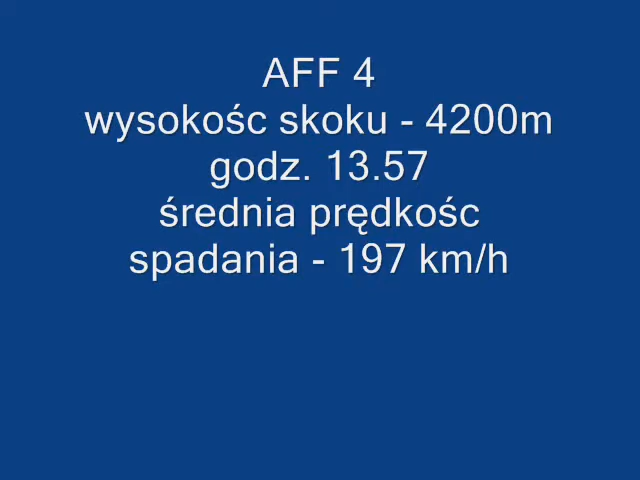 AFF 4
wysokośc skoku - 4200m
godz. 13.57
średnia prędkośc
spadania - 197 km/h